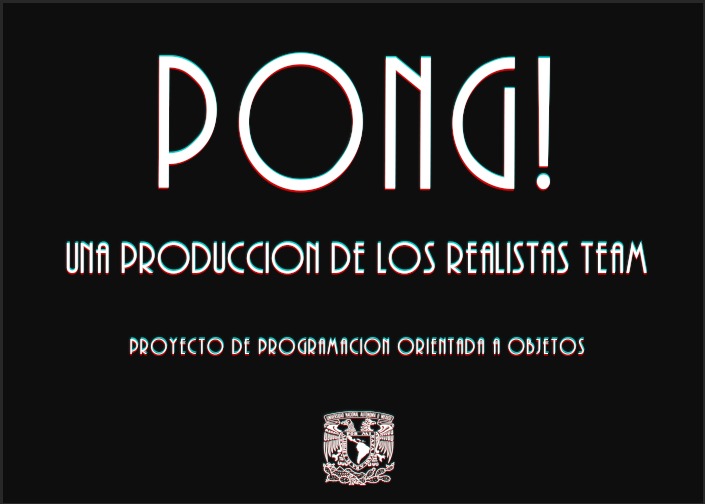 PONG!
UNA PRODUCCION DE LOS REALISTAS TEAM
PROYECTO DE PROGRAMACION ORIENTADA A OBJETOS
UNIVERSIDAD NACIONAL AUTONOMA DE MEXICO